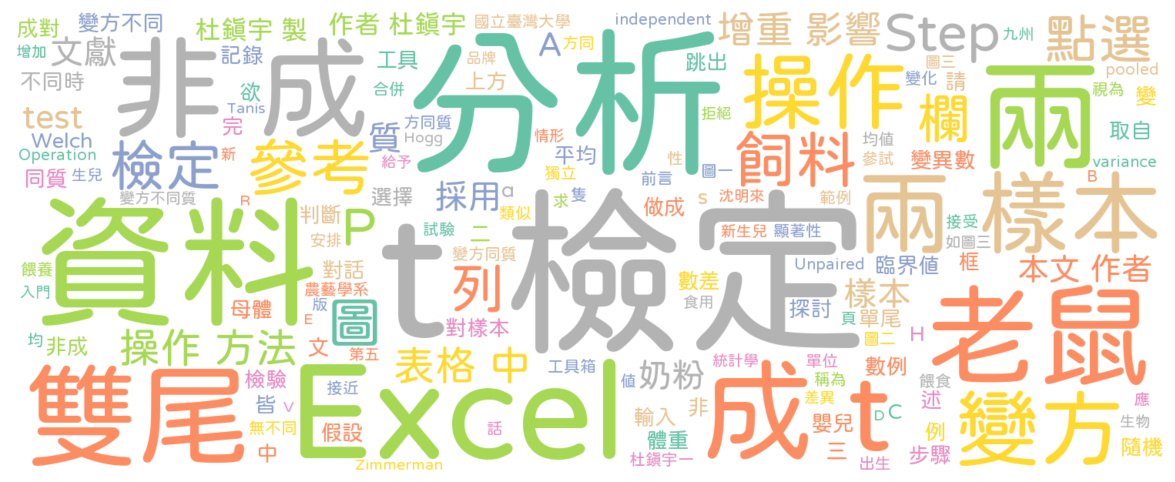 成對 變方不同 杜鎭宇 製 作者 杜鎭宇 國立臺灣大學 independent 增重 影響 Step 九州 點選
增加 文獻 記錄 工具 品牌 A 方同 跳出 圖三 pooled
不同時 非 成 欲 合併 上方 分析 操作 變化 請 兩 視為 變
test Tanis 完 質 方同質 Hogg 拒絕 欄 取自
Welch 檢定 新 參考 給予 情形 平均 性 飼料 均值 變異數 variance
Operation 生兒 同質 選擇 採用 a 獨立 前言 圖一 參試 B
變方不同質 R 類似 求 隻 做成 s 沈明來 範例
資料 判斷 P 試驗 二 t 檢定 新生兒 顯著性 兩 樣本 接受
安排 變方同質 如圖三
餵養 對話 列 數差 Unpaired 臨界值 框 本文 作者
入門 農藝學系 版 母體 E 圖 對樣本 食用 探討 樣本 頁 單尾
均 非成 操作 方法 文 第五 表格 中 工具箱 奶粉 統計學 單位 圖二 H 老鼠
雙尾 檢驗 皆 接近 Excel 値 非 輸入 成 t 稱為 數例 餵食 述 應
無不同 V 假設 話 體重 差異 嬰兒 D C 例 變方 生物
中 Zimmerman 杜鎭宇一 三 出生 步驟 隨機